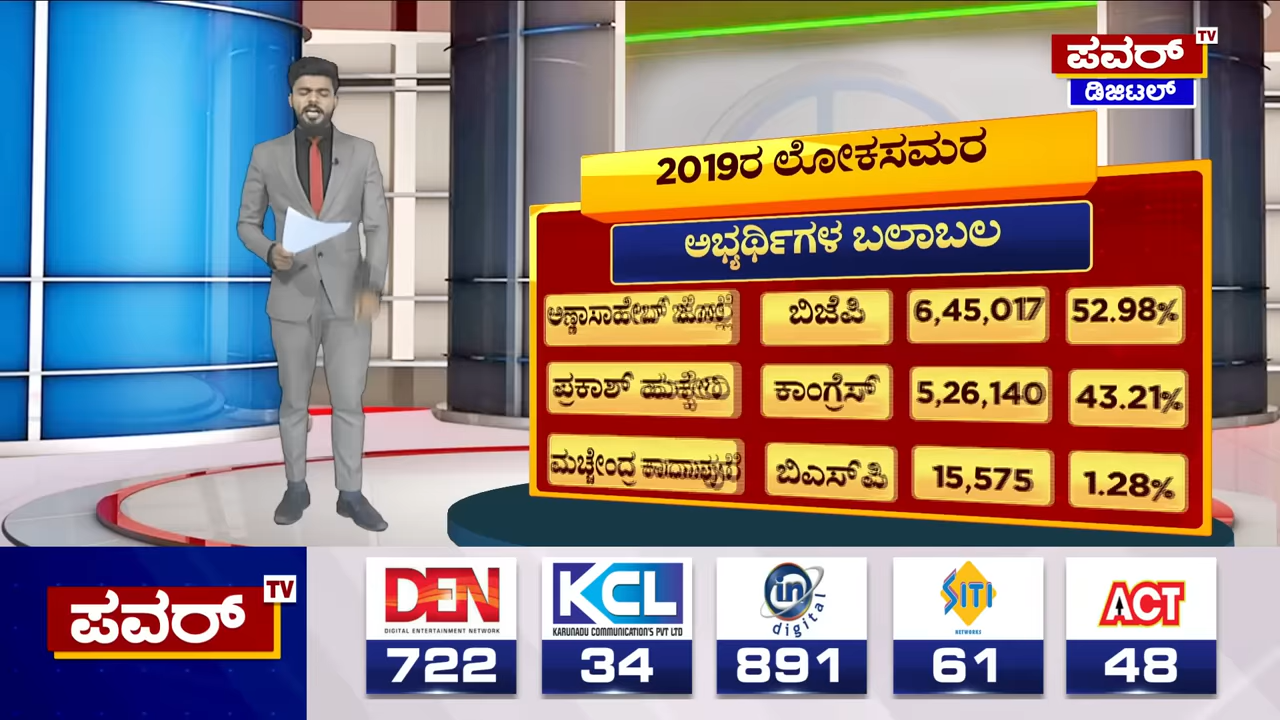 ಪವರ್ TV
ಡಿಜಿಟಲ್
2019ರ ಲೋಕಸಮರ
ಅಭ್ಯರ್ಥಿಗಳ ಬಲಾಬಲ
ಅಣ್ಣಾಸಾಹೇಬ್ ಜೊಲ್ಲೆ ಬಿಜೆಪಿ 6,45,017 52.98%
ಪ್ರಕಾಶ್ ಹುಕ್ಕೇರಿ ಕಾಂಗ್ರೆಸ್ 5,26,140 43.21%
ಮಚ್ಚೇಂದ್ರ ಬಿಎಸ್‌ಪಿ 15,575 1.28%
ಪವರ್ TV
DEN KCL in digital SITI ACT
DIGITAL ENTERTAINMENT NETWORK KARUNADU COMMUNICATION'S PVT LTD NETWORKS
722 34 891 61 48